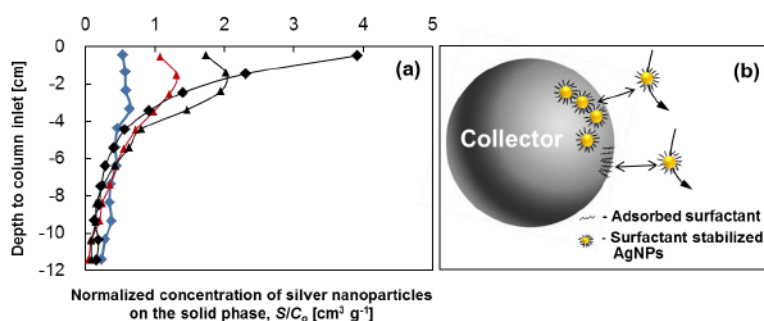 0 1 2 3 4 5
0
-2
-4
-6
-8
-10
-12
Depth to column inlet [cm]
(a)
Normalized concentration of silver nanoparticles
on the solid phase, S/Co [cm³ g⁻¹]
(b)
Collector
- Adsorbed surfactant
- Surfactant stabilized
AgNPs